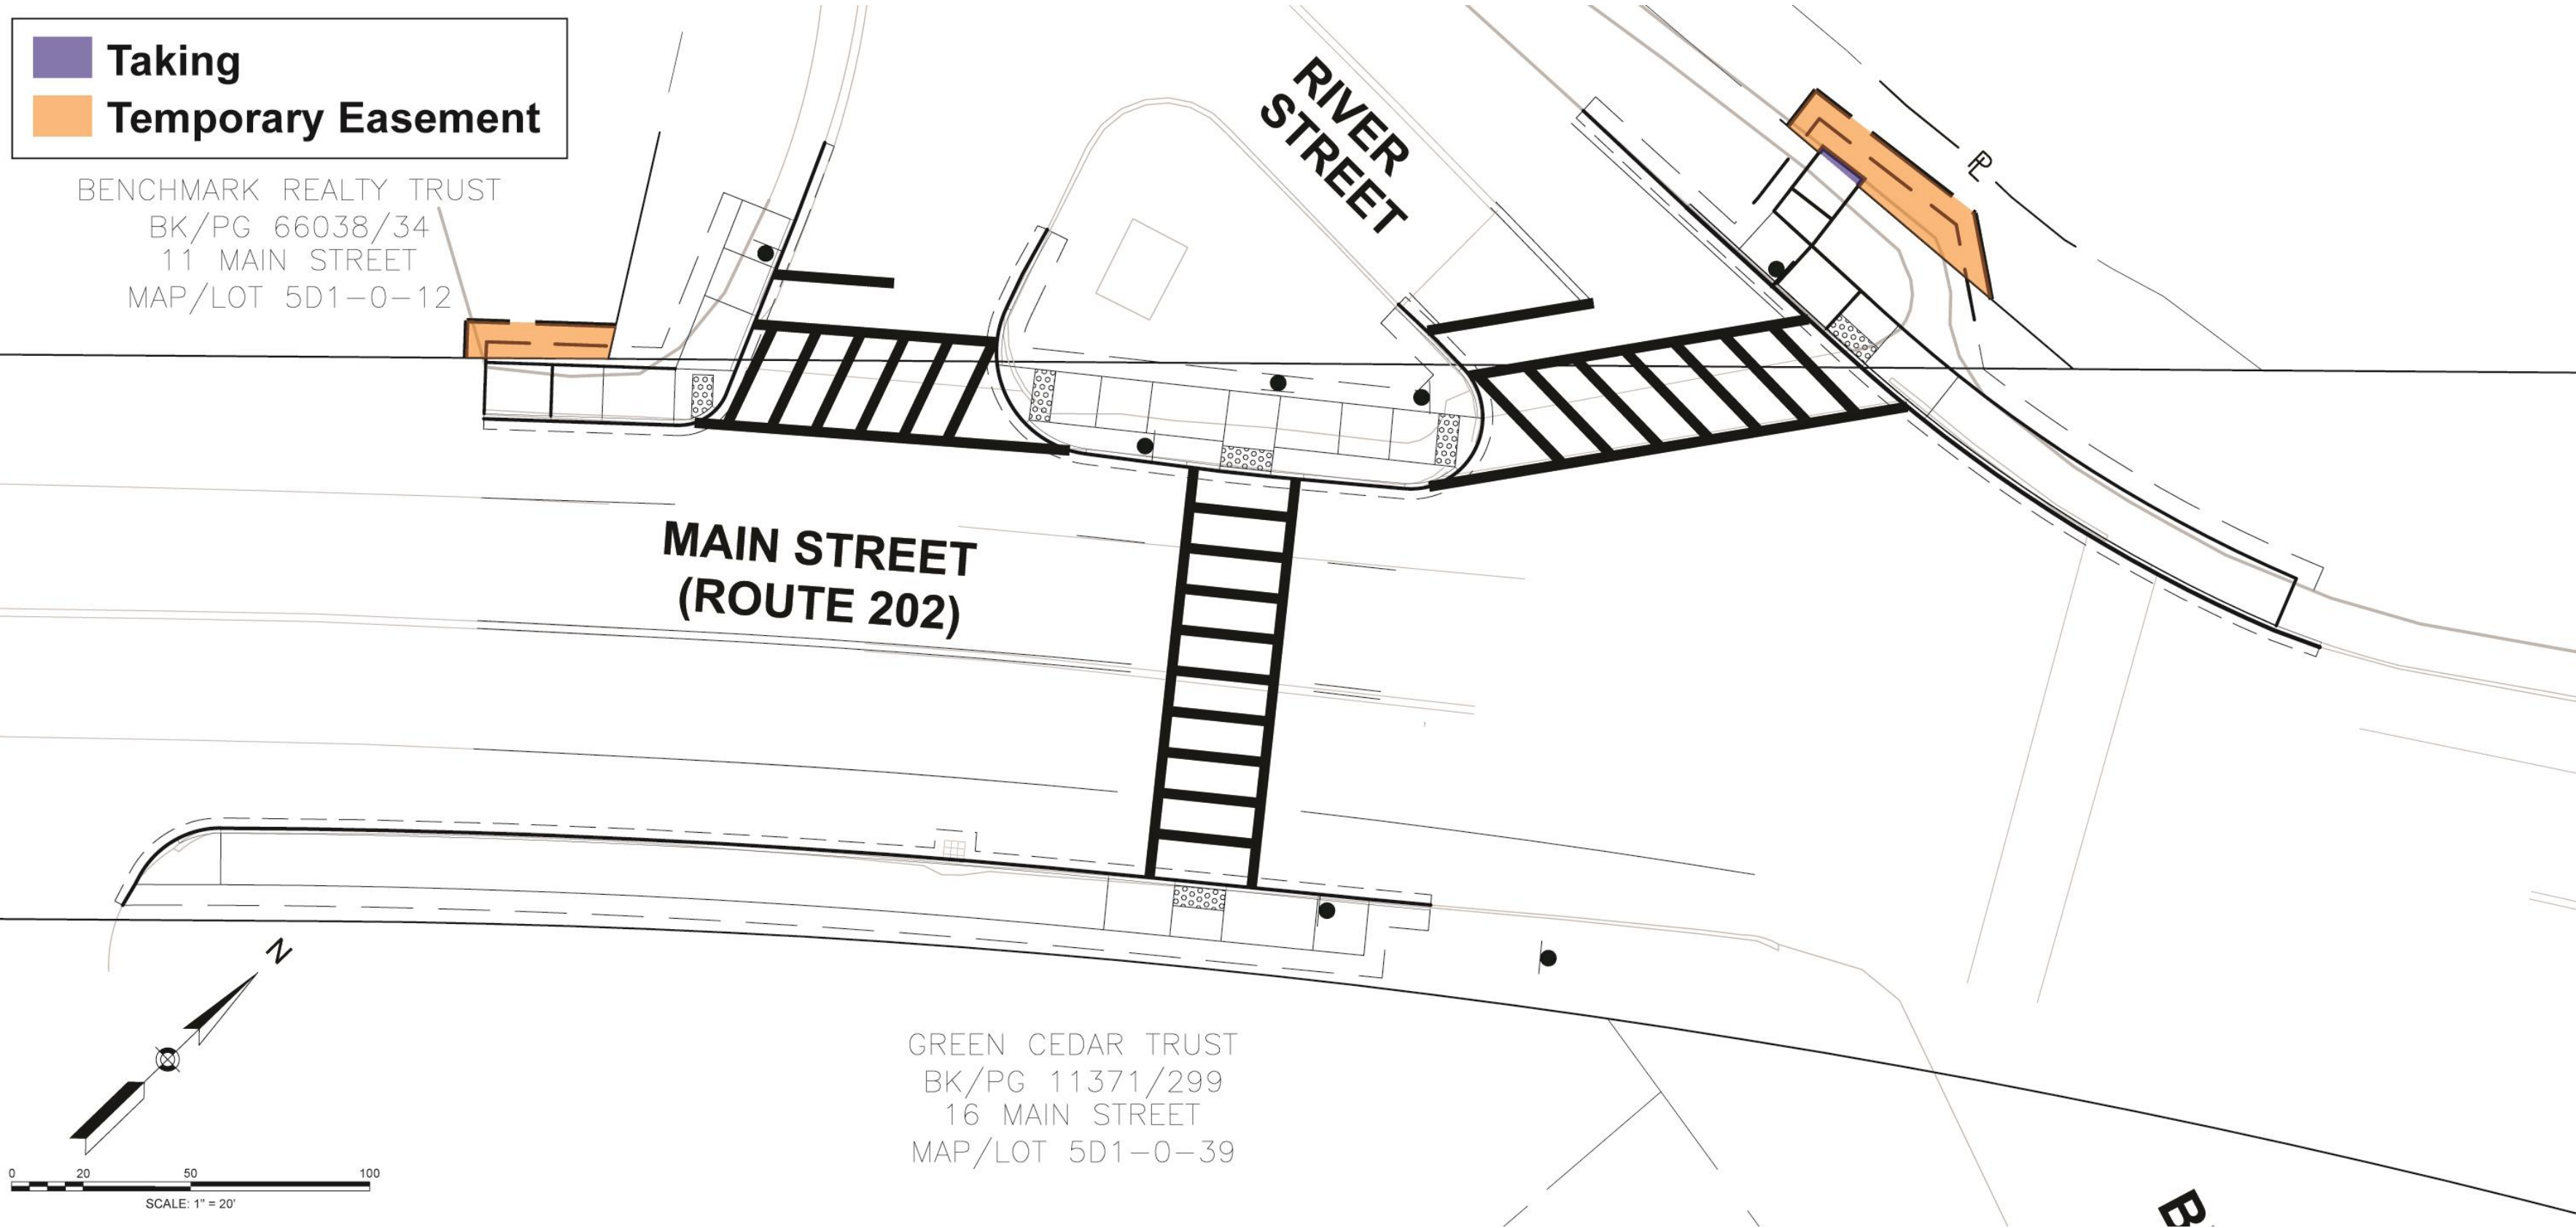 Taking
Temporary Easement
BENCHMARK REALTY TRUST
BK/PG 66038/34
11 MAIN STREET
MAP/LOT 5D1-0-12
RIVER
STREET
PL
MAIN STREET
(ROUTE 202)
N
GREEN CEDAR TRUST
BK/PG 11371/299
16 MAIN STREET
MAP/LOT 5D1-0-39
0 20 50 100
SCALE: 1" = 20'
B